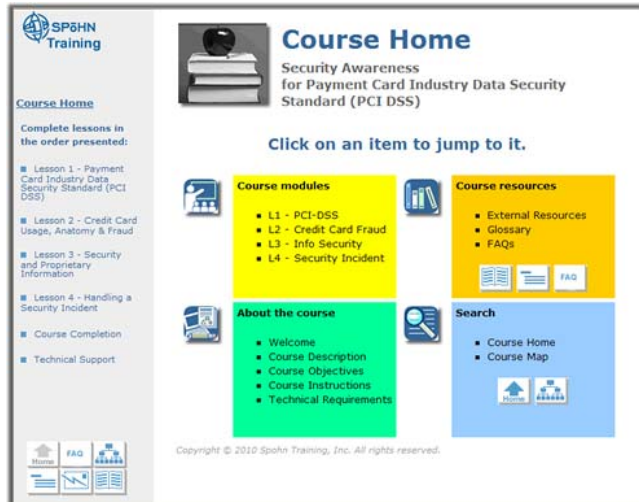 SPōHN
Training
Course Home
Complete lessons in
the order presented:
Lesson 1 - Payment
Card Industry Data
Security Standard (PCI
DSS)
Lesson 2 - Credit Card
Usage, Anatomy & Fraud
Lesson 3 - Security
and Proprietary
Information
Lesson 4 - Handling a
Security Incident
Course Completion
Technical Support
Home
FAQ
Course Home
Security Awareness
for Payment Card Industry Data Security
Standard (PCI DSS)
Click on an item to jump to it.
Course modules
L1 - PCI-DSS
L2 - Credit Card Fraud
L3 - Info Security
L4 - Security Incident
Course resources
External Resources
Glossary
FAQs
FAQ
About the course
Welcome
Course Description
Course Objectives
Course Instructions
Technical Requirements
Search
Course Home
Course Map
Home
Copyright © 2010 Spohn Training, Inc. All rights reserved.